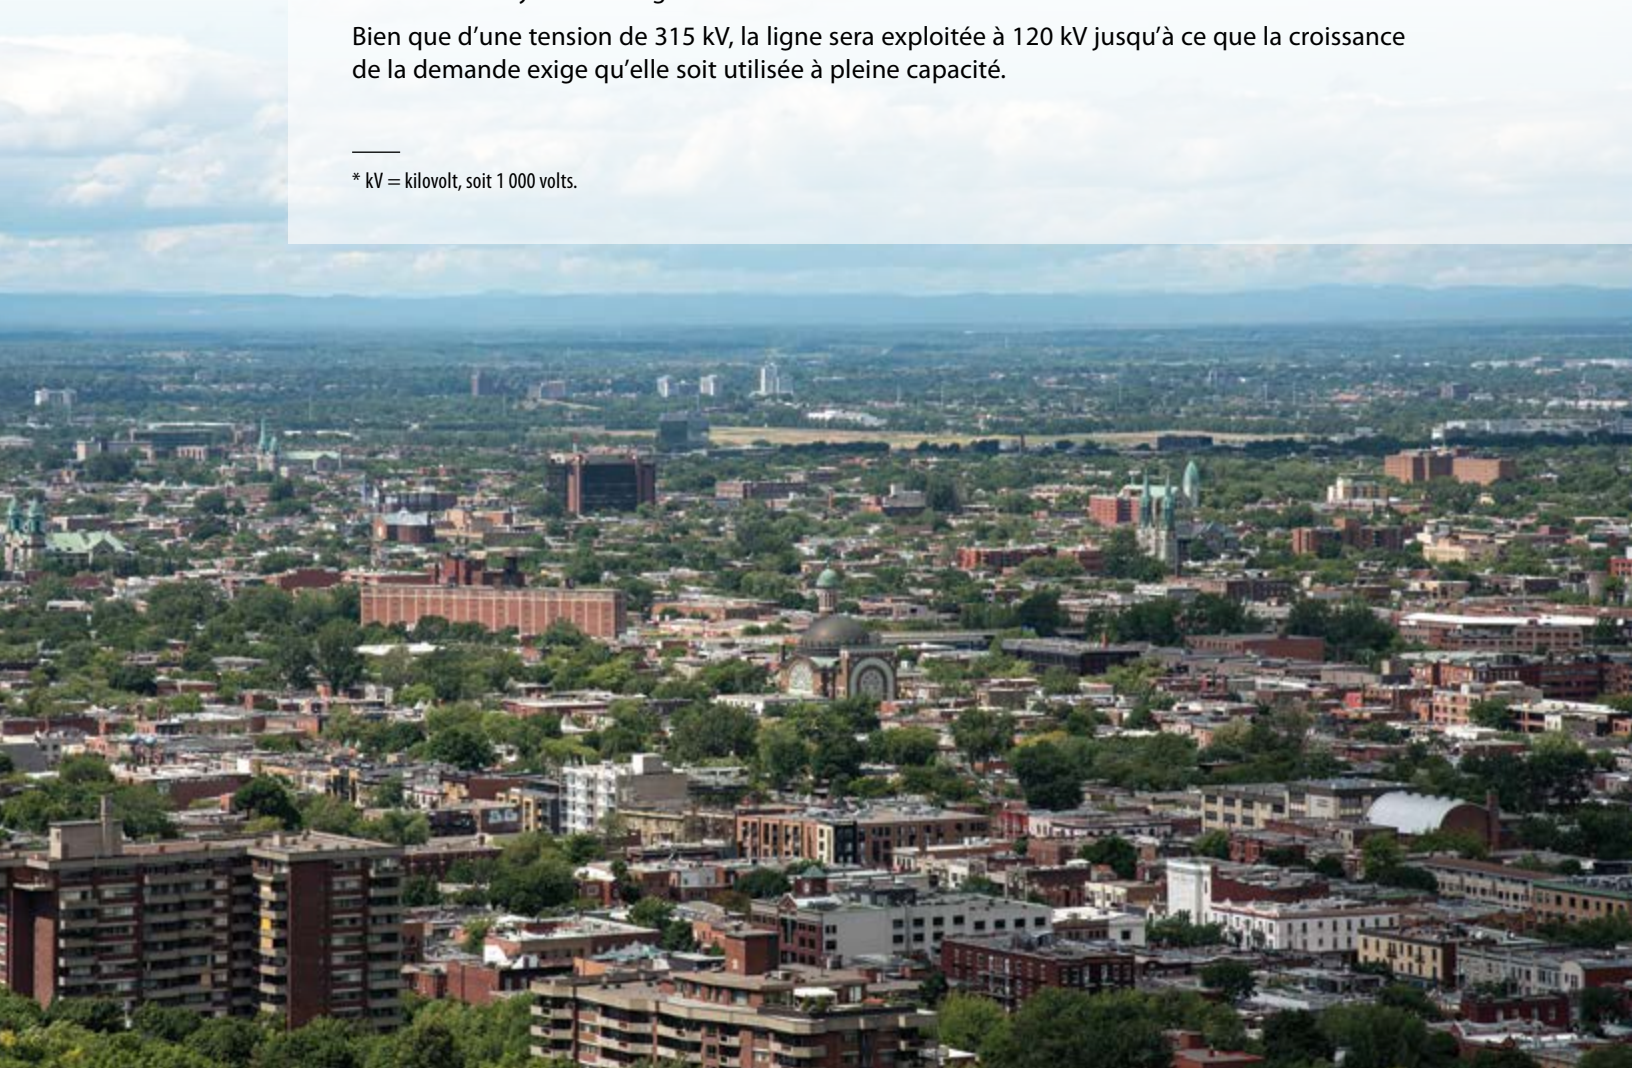 Bien que d’une tension de 315 kV, la ligne sera exploitée à 120 kV jusqu’à ce que la croissance
de la demande exige qu’elle soit utilisée à pleine capacité.
* kV = kilovolt, soit 1 000 volts.